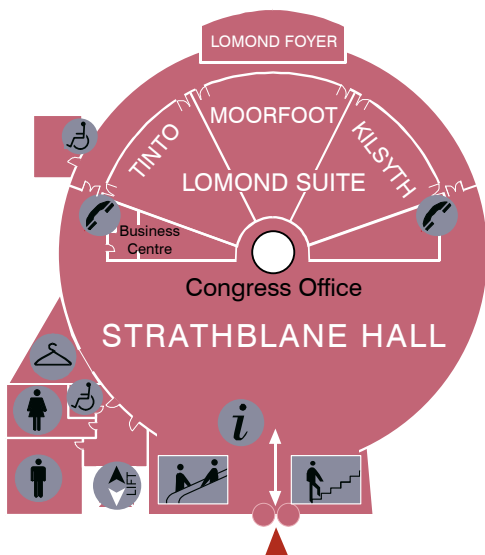 LOMOND FOYER
MOORFOOT
TINTO
KILSYTH
LOMOND SUITE
Business
Centre
Congress Office
STRATHBLANE HALL
i
LIFT